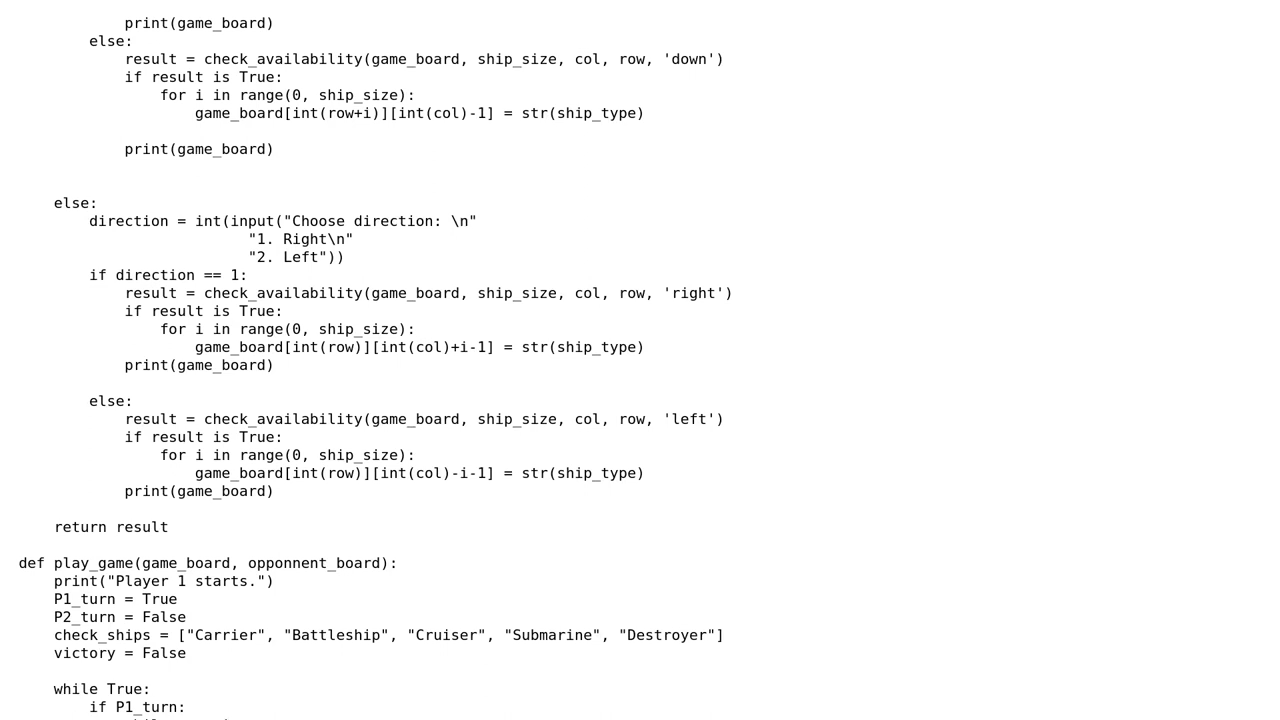 print(game_board)
        else:
            result = check_availability(game_board, ship_size, col, row, 'down')
            if result is True:
                for i in range(0, ship_size):
                    game_board[int(row+i)][int(col)-1] = str(ship_type)

            print(game_board)


    else:
        direction = int(input("Choose direction: \n"
                          "1. Right\n"
                          "2. Left"))
        if direction == 1:
            result = check_availability(game_board, ship_size, col, row, 'right')
            if result is True:
                for i in range(0, ship_size):
                    game_board[int(row)][int(col)+i-1] = str(ship_type)
            print(game_board)

        else:
            result = check_availability(game_board, ship_size, col, row, 'left')
            if result is True:
                for i in range(0, ship_size):
                    game_board[int(row)][int(col)-i-1] = str(ship_type)
            print(game_board)

    return result

def play_game(game_board, opponnent_board):
    print("Player 1 starts.")
    P1_turn = True
    P2_turn = False
    check_ships = ["Carrier", "Battleship", "Cruiser", "Submarine", "Destroyer"]
    victory = False

    while True:
        if P1_turn: